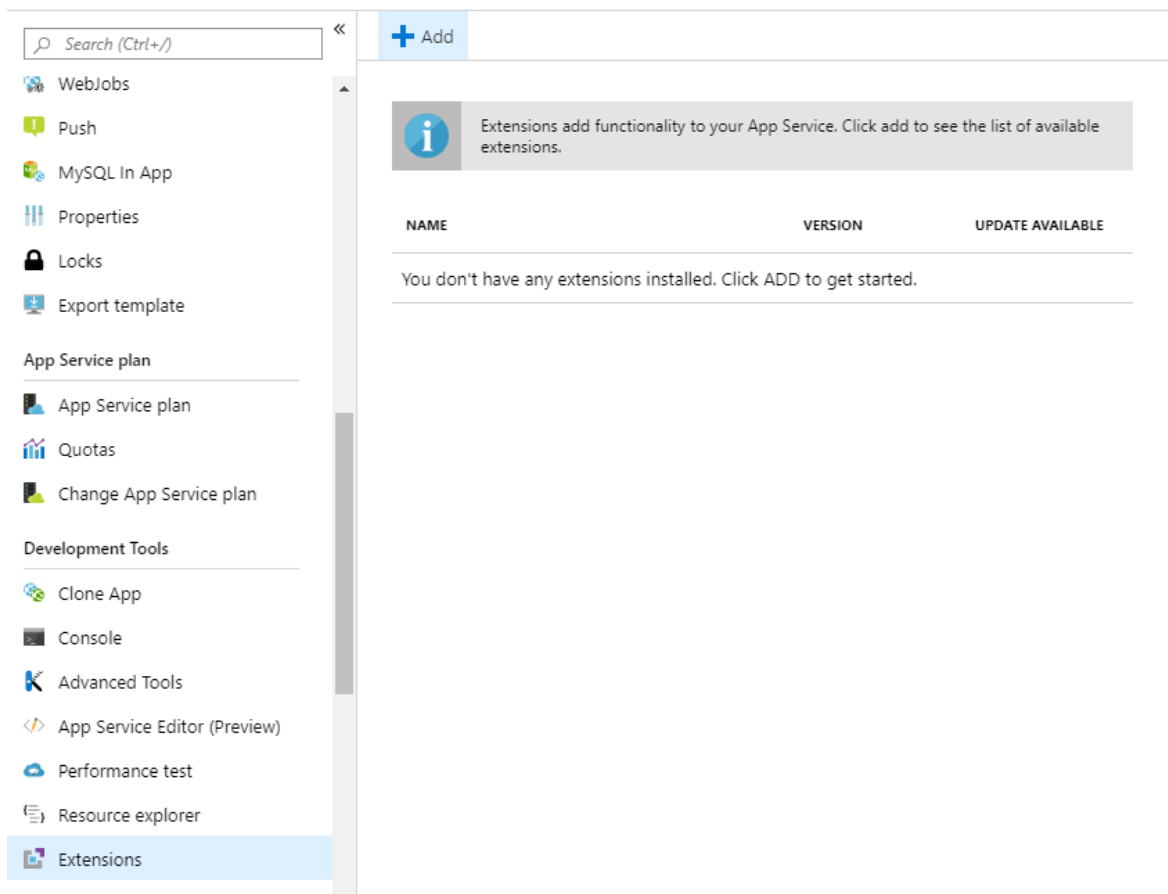 Search (Ctrl+/)
«
WebJobs
Push
MySQL In App
Properties
Locks
Export template
App Service plan
App Service plan
Quotas
Change App Service plan
Development Tools
Clone App
Console
Advanced Tools
App Service Editor (Preview)
Performance test
Resource explorer
Extensions
Add
Extensions add functionality to your App Service. Click add to see the list of available
extensions.
NAME VERSION UPDATE AVAILABLE
You don't have any extensions installed. Click ADD to get started.